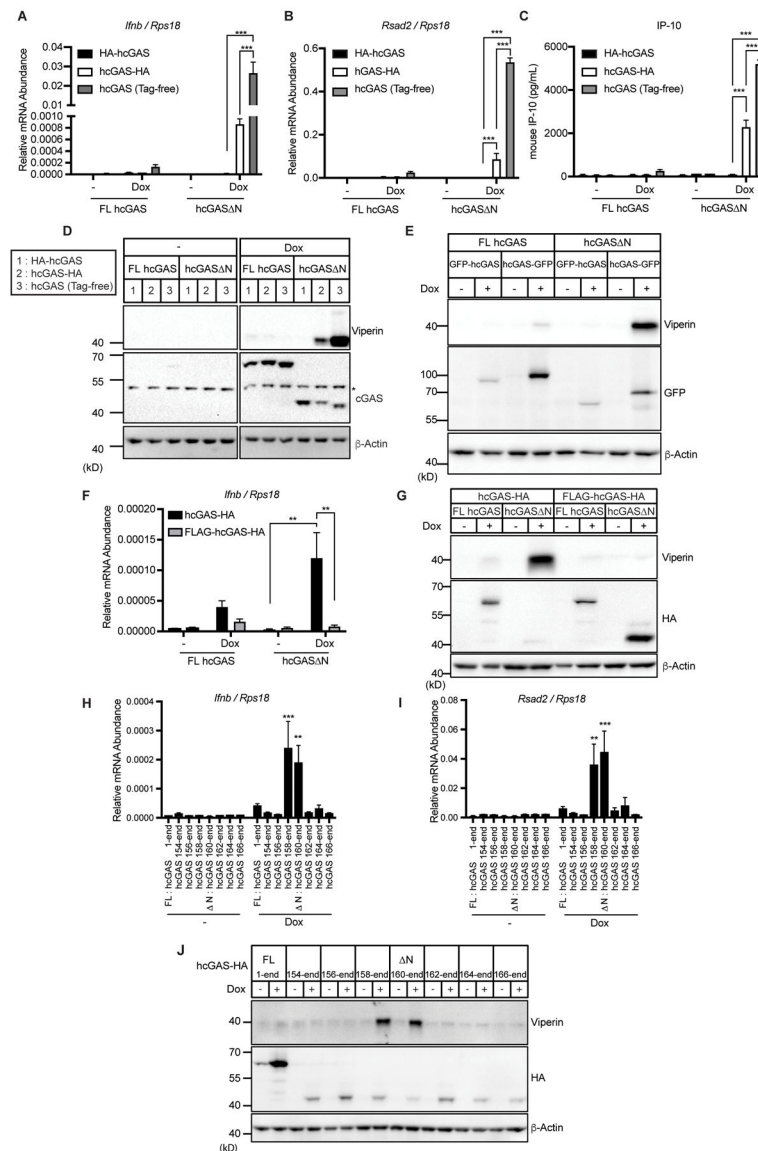 A
Ifnb / Rps18
Relative mRNA Abundance
0.04
0.03
0.02
0.01
0.0010
0.0008
0.0006
0.0004
0.0002
0.0000
HA-hcGAS
hcGAS-HA
hcGAS (Tag-free)
***
***
-
Dox
-
Dox
FL hcGAS
hcGASΔN
B
Rsad2 / Rps18
Relative mRNA Abundance
0.6
0.4
0.2
0.0
HA-hcGAS
hGAS-HA
hcGAS (Tag-free)
***
***
***
-
Dox
-
Dox
FL hcGAS
hcGASΔN
C
IP-10
mouse IP-10 (pg/mL)
6000
4000
2000
0
HA-hcGAS
hcGAS-HA
hcGAS (Tag-free)
***
***
***
-
Dox
-
Dox
FL hcGAS
hcGASΔN
D
1 : HA-hcGAS
2 : hcGAS-HA
3 : hcGAS (Tag-free)
- Dox
FL hcGAS hcGASΔN FL hcGAS hcGASΔN
1 2 3 1 2 3 1 2 3 1 2 3
40
Viperin
70
55
40
*
cGAS
40
β-Actin
(kD)
E
FL hcGAS hcGASΔN
GFP-hcGAS hcGAS-GFP GFP-hcGAS hcGAS-GFP
Dox - + - + - + - +
40
Viperin
100
70
55
GFP
40
β-Actin
(kD)
F
Ifnb / Rps18
Relative mRNA Abundance
0.00020
0.00015
0.00010
0.00005
0.00000
hcGAS-HA
FLAG-hcGAS-HA
**
**
-
Dox
-
Dox
FL hcGAS
hcGASΔN
G
hcGAS-HA FLAG-hcGAS-HA
FL hcGAS hcGASΔN FL hcGAS hcGASΔN
Dox - + - + - + - +
40
Viperin
70
55
40
HA
40
β-Actin
(kD)
H
Ifnb / Rps18
Relative mRNA Abundance
0.0004
0.0003
0.0002
0.0001
0.0000
***
**
FL : hcGAS 1-end
hcGAS 154-end
hcGAS 156-end
hcGAS 158-end
ΔN : hcGAS 160-end
hcGAS 162-end
hcGAS 164-end
hcGAS 166-end
FL : hcGAS 1-end
hcGAS 154-end
hcGAS 156-end
hcGAS 158-end
ΔN : hcGAS 160-end
hcGAS 162-end
hcGAS 164-end
hcGAS 166-end
-
Dox
I
Rsad2 / Rps18
Relative mRNA Abundance
0.08
0.06
0.04
0.02
0.00
**
***
FL : hcGAS 1-end
hcGAS 154-end
hcGAS 156-end
hcGAS 158-end
ΔN : hcGAS 160-end
hcGAS 162-end
hcGAS 164-end
hcGAS 166-end
FL : hcGAS 1-end
hcGAS 154-end
hcGAS 156-end
hcGAS 158-end
ΔN : hcGAS 160-end
hcGAS 162-end
hcGAS 164-end
hcGAS 166-end
-
Dox
J
FL ΔN
hcGAS-HA 1-end 154-end 156-end 158-end 160-end 162-end 164-end 166-end
Dox - + - + - + - + - + - + - + - +
40
Viperin
70
55
40
HA
40
β-Actin
(kD)